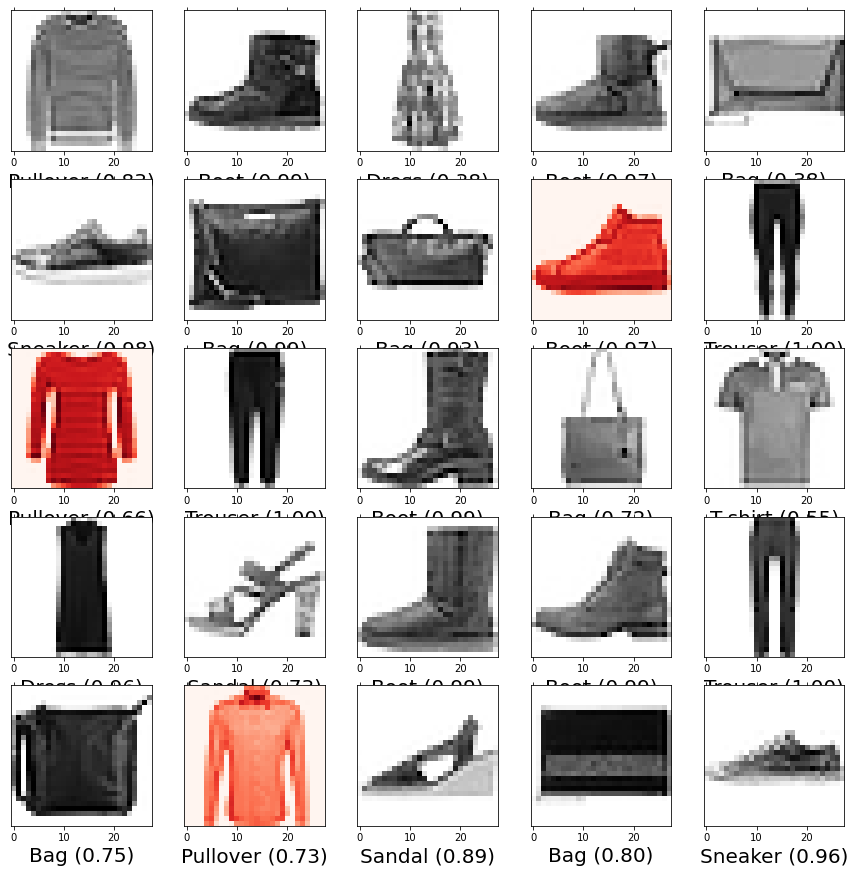 0 10 20 0 10 20 0 10 20 0 10 20 0 10 20
Pullover Boot (0.99) Dress (0.38) Boot (0.97) Bag (0.38)
0 10 20 0 10 20 0 10 20 0 10 20 0 10 20
Sneaker (0.98) Bag (0.99) Bag (0.93) Boot (0.97) Trouser (1.00)
0 10 20 0 10 20 0 10 20 0 10 20 0 10 20
Pullover (0.66) Trouser (1.00) Boot (0.99) Bag (0.72) T-shirt (0.55)
0 10 20 0 10 20 0 10 20 0 10 20 0 10 20
Dress (0.96) Sandal Boot (0.99) Boot (0.99) Trouser (1.00)
0 10 20 0 10 20 0 10 20 0 10 20 0 10 20
Bag (0.75) Pullover (0.73) Sandal (0.89) Bag (0.80) Sneaker (0.96)